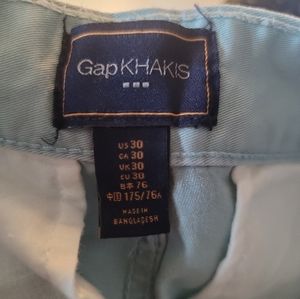 GapKHAKIS
US 30
CA 30
UK 30
EU 30
日本 76
中国 175/76A
MADE IN
BANGLADESH